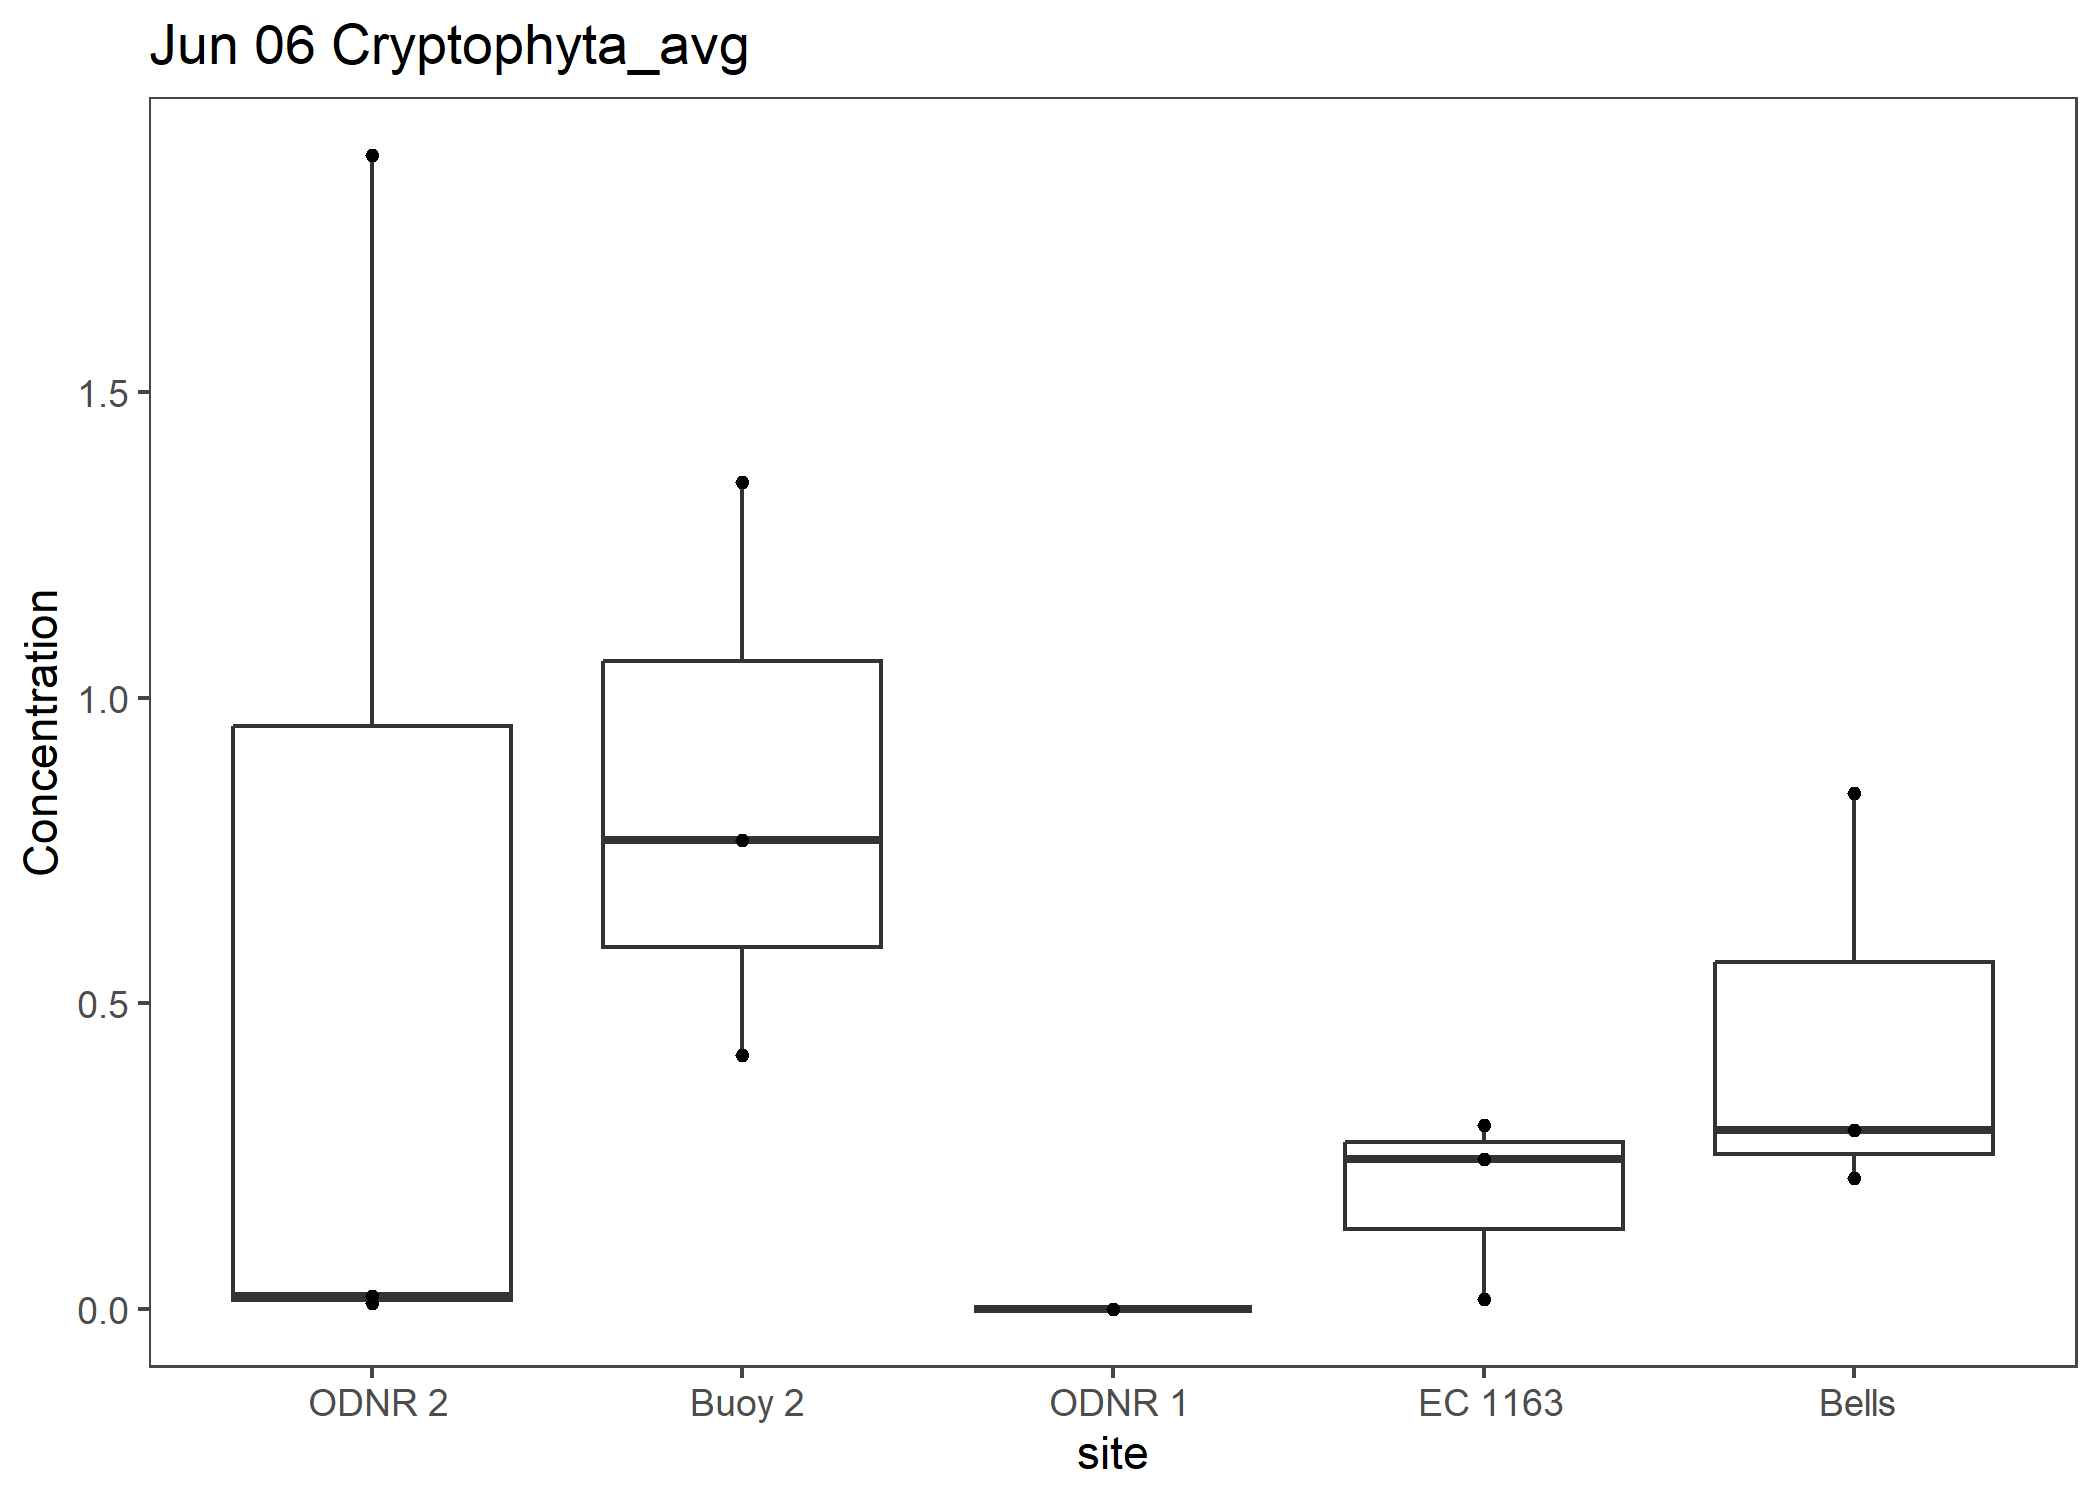 Jun 06 Cryptophyta_avg
Concentration
1.5
1.0
0.5
0.0
ODNR 2 Buoy 2 ODNR 1 EC 1163 Bells
site